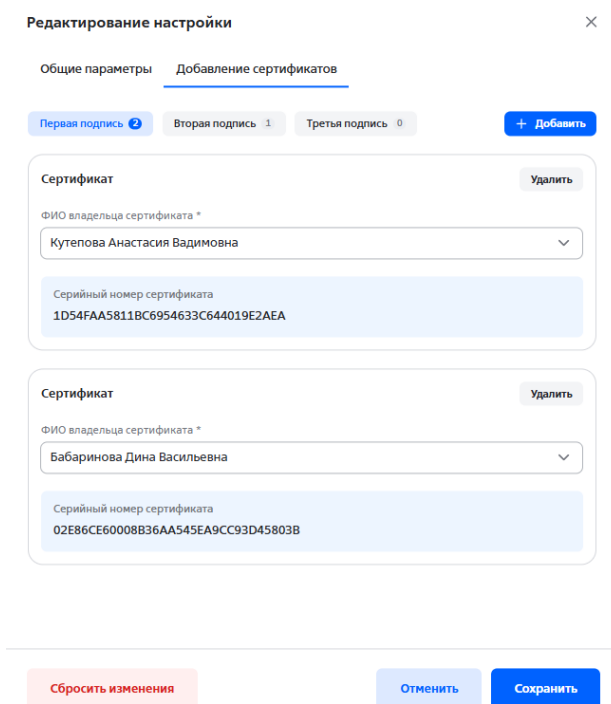 Редактирование настройки
Общие параметры Добавление сертификатов
Первая подпись 2 Вторая подпись 1 Третья подпись 0 + Добавить
Сертификат Удалить
ФИО владельца сертификата *
Кутепова Анастасия Вадимовна
Серийный номер сертификата
1D54FAA5811BC6954633C644019E2AEA
Сертификат Удалить
ФИО владельца сертификата *
Бабаринова Дина Васильевна
Серийный номер сертификата
02E86CE60008B36AA545EA9CC93D45803B
Сбросить изменения Отменить Сохранить